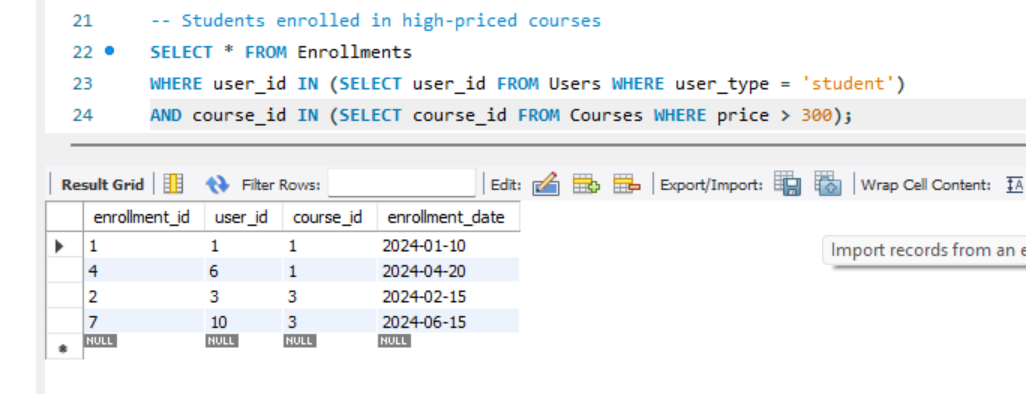 21 -- Students enrolled in high-priced courses
22 SELECT * FROM Enrollments
23 WHERE user_id IN (SELECT user_id FROM Users WHERE user_type = 'student')
24 AND course_id IN (SELECT course_id FROM Courses WHERE price > 300);
Result Grid Filter Rows: Edit: Export/Import: Wrap Cell Content: IA
enrollment_id user_id course_id enrollment_date
1 1 1 2024-01-10
Import records from an e
4 6 1 2024-04-20
2 3 3 2024-02-15
7 10 3 2024-06-15
NULL NULL NULL NULL